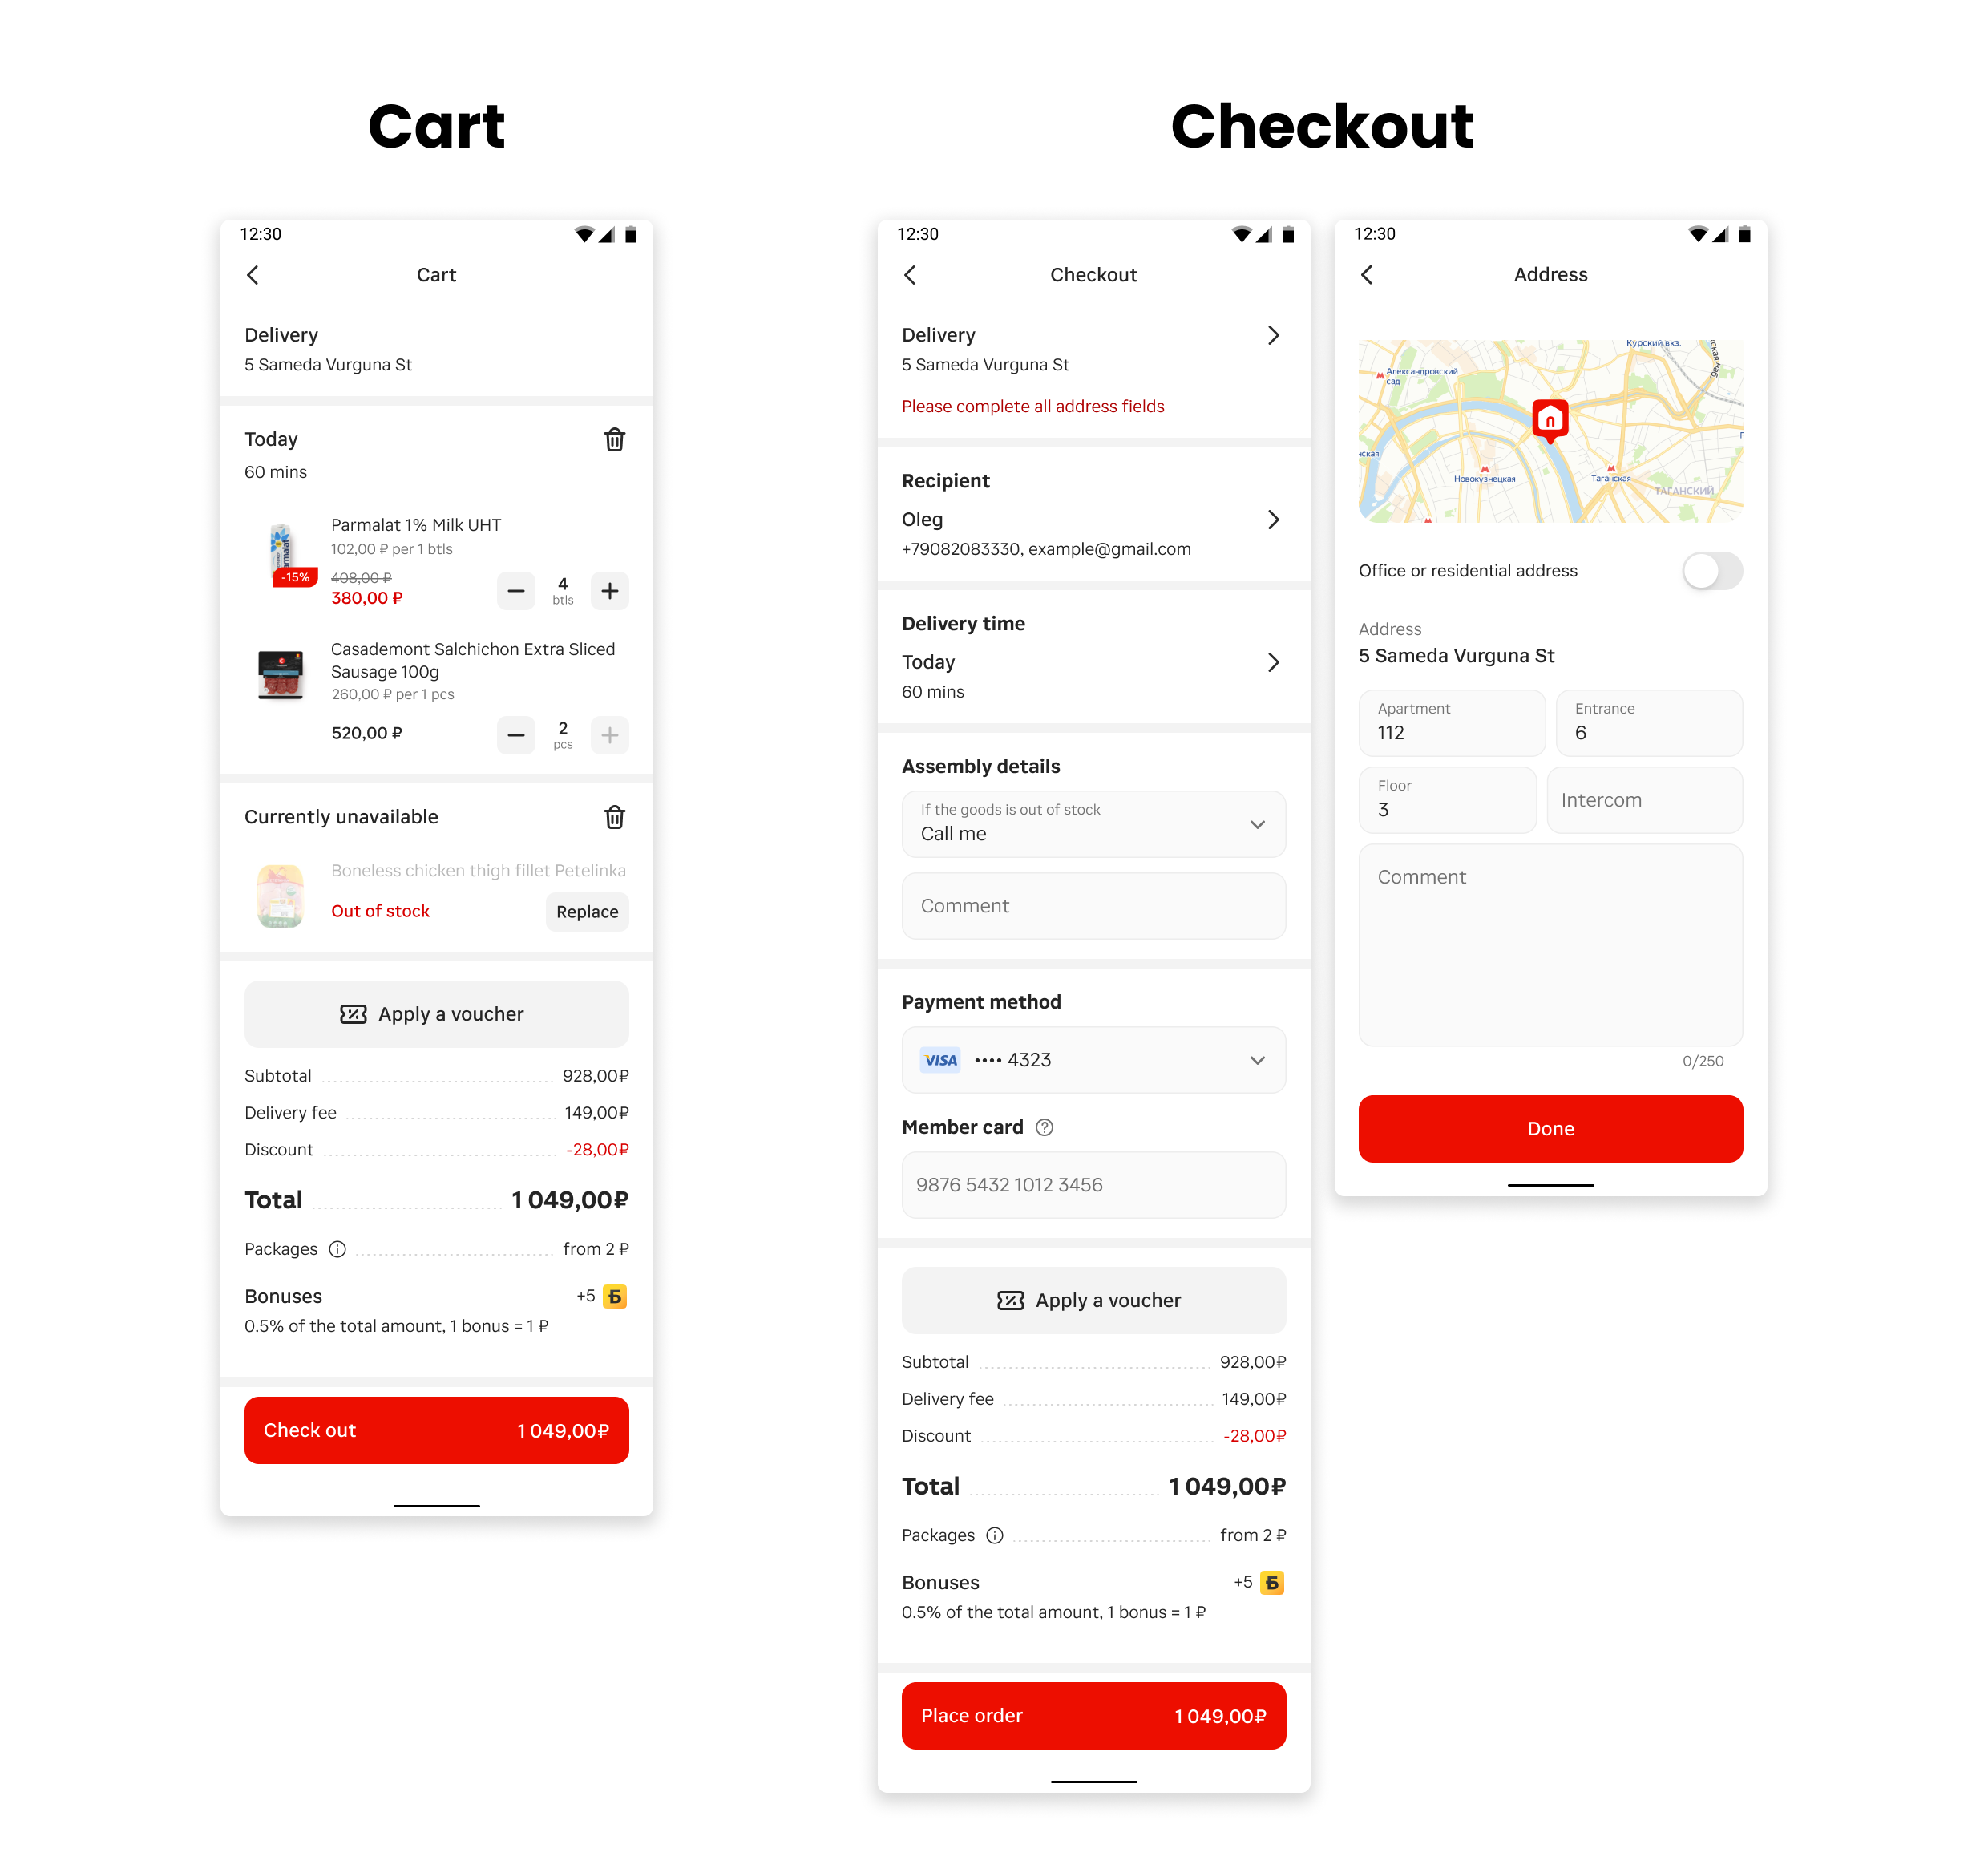 Cart
Checkout
12:30
Cart
Delivery
5 Sameda Vurguna St
Today
60 mins
Parmalat 1% Milk UHT
102,00 ₽ per 1 btls
-15%
408,00 ₽
380,00 ₽
4
btls
Casademont Salchichon Extra Sliced
Sausage 100g
260,00 ₽ per 1 pcs
520,00 ₽
2
pcs
Currently unavailable
Boneless chicken thigh fillet Petelinka
Out of stock
Replace
Apply a voucher
Subtotal 928,00₽
Delivery fee 149,00₽
Discount -28,00₽
Total 1 049,00₽
Packages from 2 ₽
Bonuses +5 Б
0.5% of the total amount, 1 bonus = 1 ₽
Check out 1 049,00₽
12:30
Checkout
Delivery
5 Sameda Vurguna St
Please complete all address fields
Recipient
Oleg
+79082083330, example@gmail.com
Delivery time
Today
60 mins
Assembly details
If the goods is out of stock
Call me
Comment
Payment method
VISA •••• 4323
Member card ?
9876 5432 1012 3456
Apply a voucher
Subtotal 928,00₽
Delivery fee 149,00₽
Discount -28,00₽
Total 1 049,00₽
Packages from 2 ₽
Bonuses +5 Б
0.5% of the total amount, 1 bonus = 1 ₽
Place order 1 049,00₽
12:30
Address
Курский вкз.
Александровский
сад
Новокузнецкая
Таганская
ТАГАНСКИЙ
Office or residential address
Address
5 Sameda Vurguna St
Apartment
112
Entrance
6
Floor
3
Intercom
Comment
0/250
Done